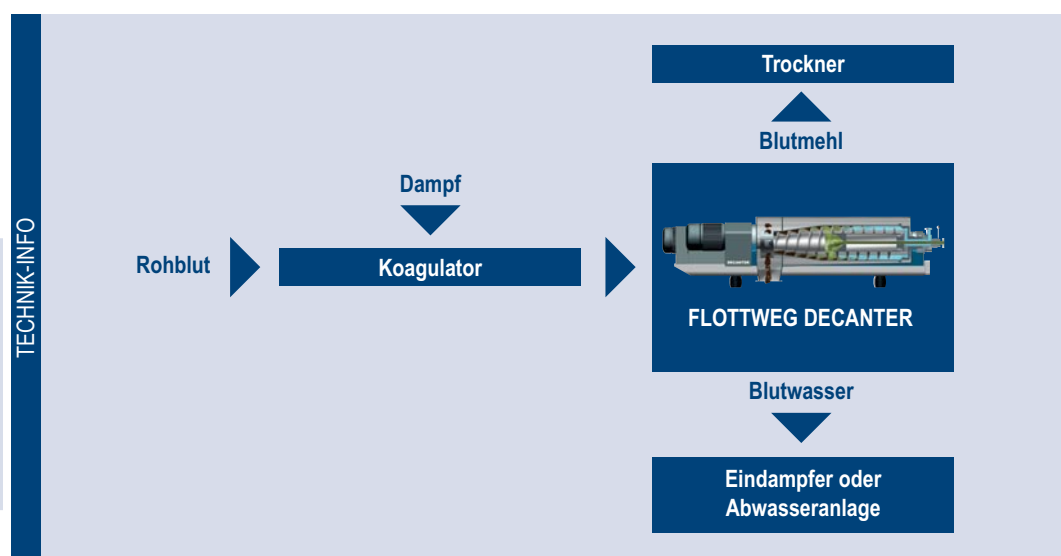 TECHNIK-INFO
Trockner
Blutmehl
Dampf
Rohblut
Koagulator
FLOTTWEG DECANTER
Blutwasser
Eindampfer oder
Abwasseranlage